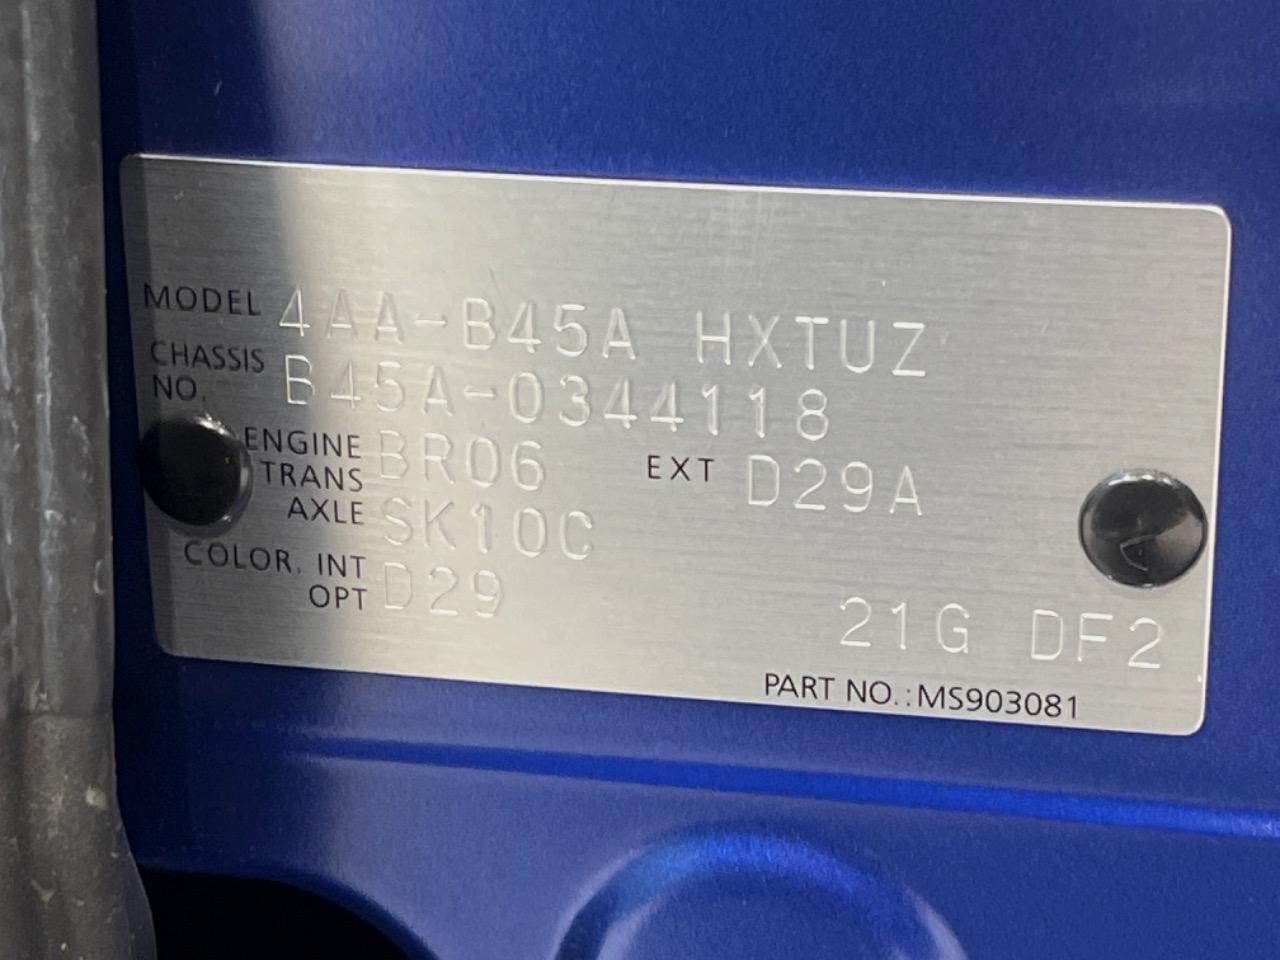 MODEL 4AA-B45A HXTUZ
CHASSIS NO. B45A-0344118
ENGINE BR06 EXT D29A
TRANS
AXLE SK10C
COLOR. INT D29
OPT
21G DF2
PART NO.:MS903081